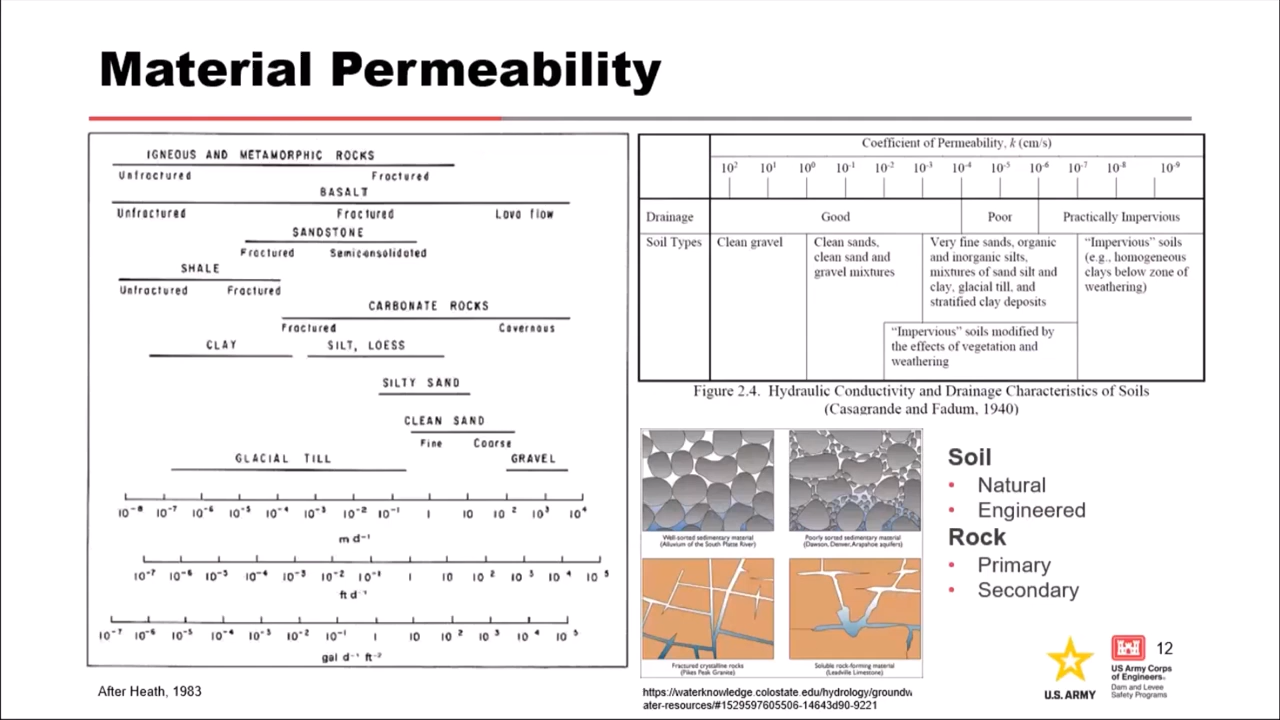 Material Permeability
IGNEOUS AND METAMORPHIC ROCKS
Unfractured Fractured
BASALT
Unfractured Fractured Lava flow
SANDSTONE
Fractured Semiconsolidated
SHALE
Unfractured Fractured
CARBONATE ROCKS
Fractured Cavernous
CLAY SILT, LOESS
SILTY SAND
CLEAN SAND
Fine Coarse
GLACIAL TILL GRAVEL
10⁻⁸ 10⁻⁷ 10⁻⁶ 10⁻⁵ 10⁻⁴ 10⁻³ 10⁻² 10⁻¹ 1 10 10² 10³ 10⁴
m d⁻¹
10⁻⁷ 10⁻⁶ 10⁻⁵ 10⁻⁴ 10⁻³ 10⁻² 10⁻¹ 1 10 10² 10³ 10⁴ 10⁵
ft d⁻¹
10⁻⁷ 10⁻⁶ 10⁻⁵ 10⁻⁴ 10⁻³ 10⁻² 10⁻¹ 1 10 10² 10³ 10⁴ 10⁵
gal d⁻¹ ft⁻²
After Heath, 1983
Coefficient of Permeability, k (cm/s)
10² 10¹ 10⁰ 10⁻¹ 10⁻² 10⁻³ 10⁻⁴ 10⁻⁵ 10⁻⁶ 10⁻⁷ 10⁻⁸ 10⁻⁹
Drainage Good Poor Practically Impervious
Soil Types
Clean gravel
Clean sands,
clean sand and
gravel mixtures
Very fine sands, organic
and inorganic silts,
mixtures of sand silt and
clay, glacial till, and
stratified clay deposits
"Impervious" soils
(e.g., homogeneous
clays below zone of
weathering)
"Impervious" soils modified by
the effects of vegetation and
weathering
Figure 2.4. Hydraulic Conductivity and Drainage Characteristics of Soils
(Casagrande and Fadum, 1940)
Well-sorted sedimentary material
(Alluvium of the South Platte River)
Poorly sorted sedimentary material
(Dawson, Denver, Arapahoe aquifers)
Fractured crystalline rocks
(Pikes Peak Granite)
Soluble rock-forming material
(Leadville Limestone)
https://waterknowledge.colostate.edu/hydrology/groundw
ater-resources/#1529597605506-14643d90-9221
Soil
• Natural
• Engineered
Rock
• Primary
• Secondary
U.S. ARMY
US Army Corps
of Engineers®
Dam and Levee
Safety Programs
12